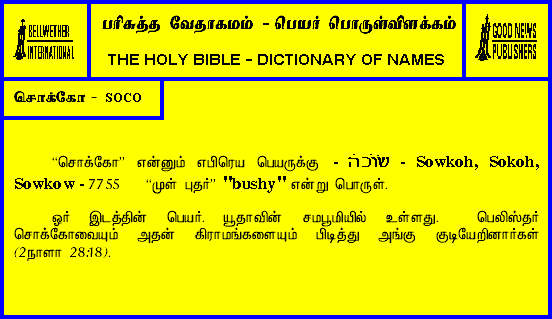 BELLWETHER
INTERNATIONAL
பரிசுத்த வேதாகமம் - பெயர் பொருள்விளக்கம்
THE HOLY BIBLE - DICTIONARY OF NAMES
GOOD NEWS
PUBLISHERS
சொக்கோ - SOCO
“சொக்கோ” என்னும் எபிரெய பெயருக்கு - שׂוֹכֹה - Sowkoh, Sokoh,
Sowkow - 7755 “முள் புதர்” "bushy" என்று பொருள்.
ஓர் இடத்தின் பெயர். யூதாவின் சமபூமியில் உள்ளது. பெலிஸ்தர்
சொக்கோவையும் அதன் கிராமங்களையும் பிடித்து அங்கு குடியேறினார்கள்
(2நாளா 28:18).